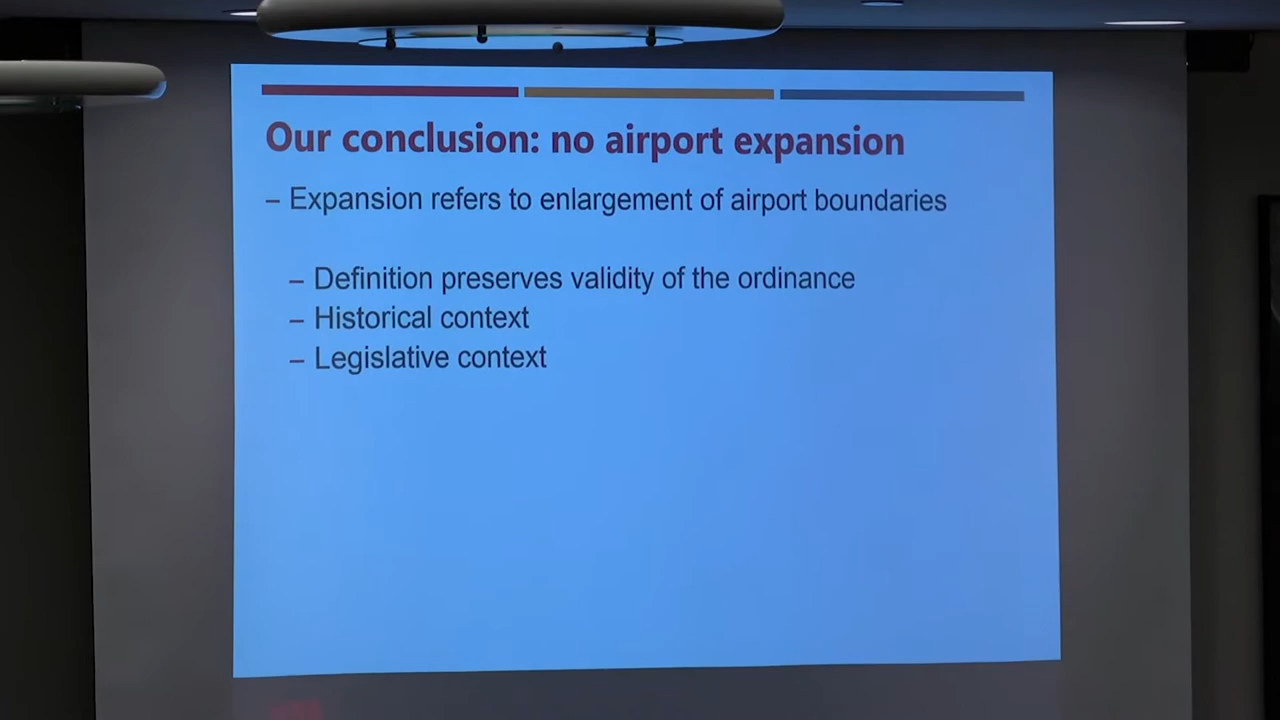 Our conclusion: no airport expansion
– Expansion refers to enlargement of airport boundaries
– Definition preserves validity of the ordinance
– Historical context
– Legislative context